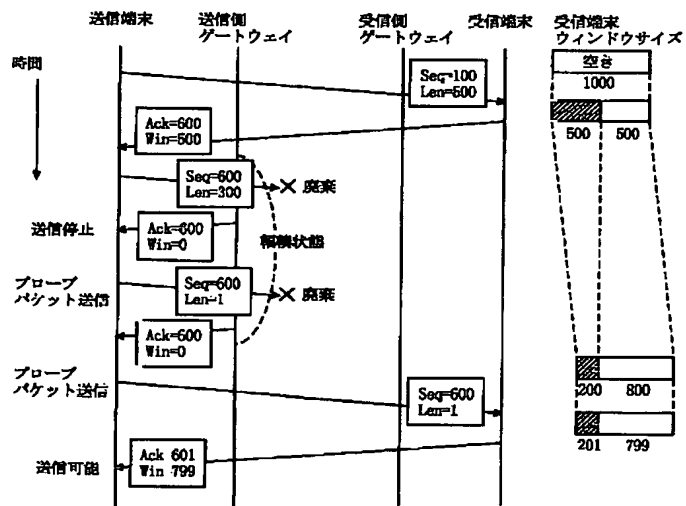 送信端末
送信側
ゲートウェイ
受信側
ゲートウェイ
受信端末
受信端末
ウィンドウサイズ
時間
空き
1000
Seq=100
Len=500
500
500
Ack=600
Win=500
Seq=600
Len=300
廃棄
送信停止
Ack=600
Win=0
輻輳状態
プローブ
パケット送信
Seq=600
Len=1
廃棄
Ack=600
Win=0
プローブ
パケット送信
200
800
Seq=600
Len=1
201
799
送信可能
Ack 601
Win 799